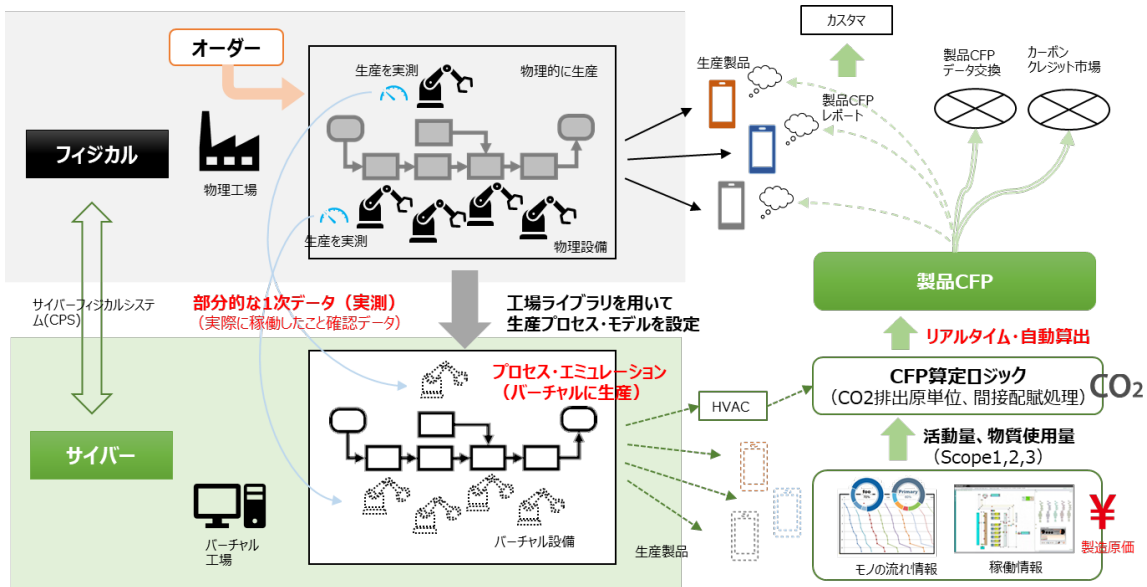 オーダー
生産を実測
物理的に生産
フィジカル
物理工場
生産を実測
物理設備
カスタマ
生産製品
製品CFP
レポート
製品CFP
データ交換
カーボン
クレジット市場
サイバーフィジカルシステ
ム(CPS)
部分的な1次データ（実測）
（実際に稼働したこと確認データ）
工場ライブラリを用いて
生産プロセス・モデルを設定
製品CFP
リアルタイム・自動算出
プロセス・エミュレーション
（バーチャルに生産）
HVAC
CFP算定ロジック
（CO2排出原単位、間接配賦処理）
CO2
サイバー
活動量、物質使用量
（Scope1,2,3）
バーチャル
工場
バーチャル設備
生産製品
Primary
モノの流れ情報
稼働情報
¥
製造原価